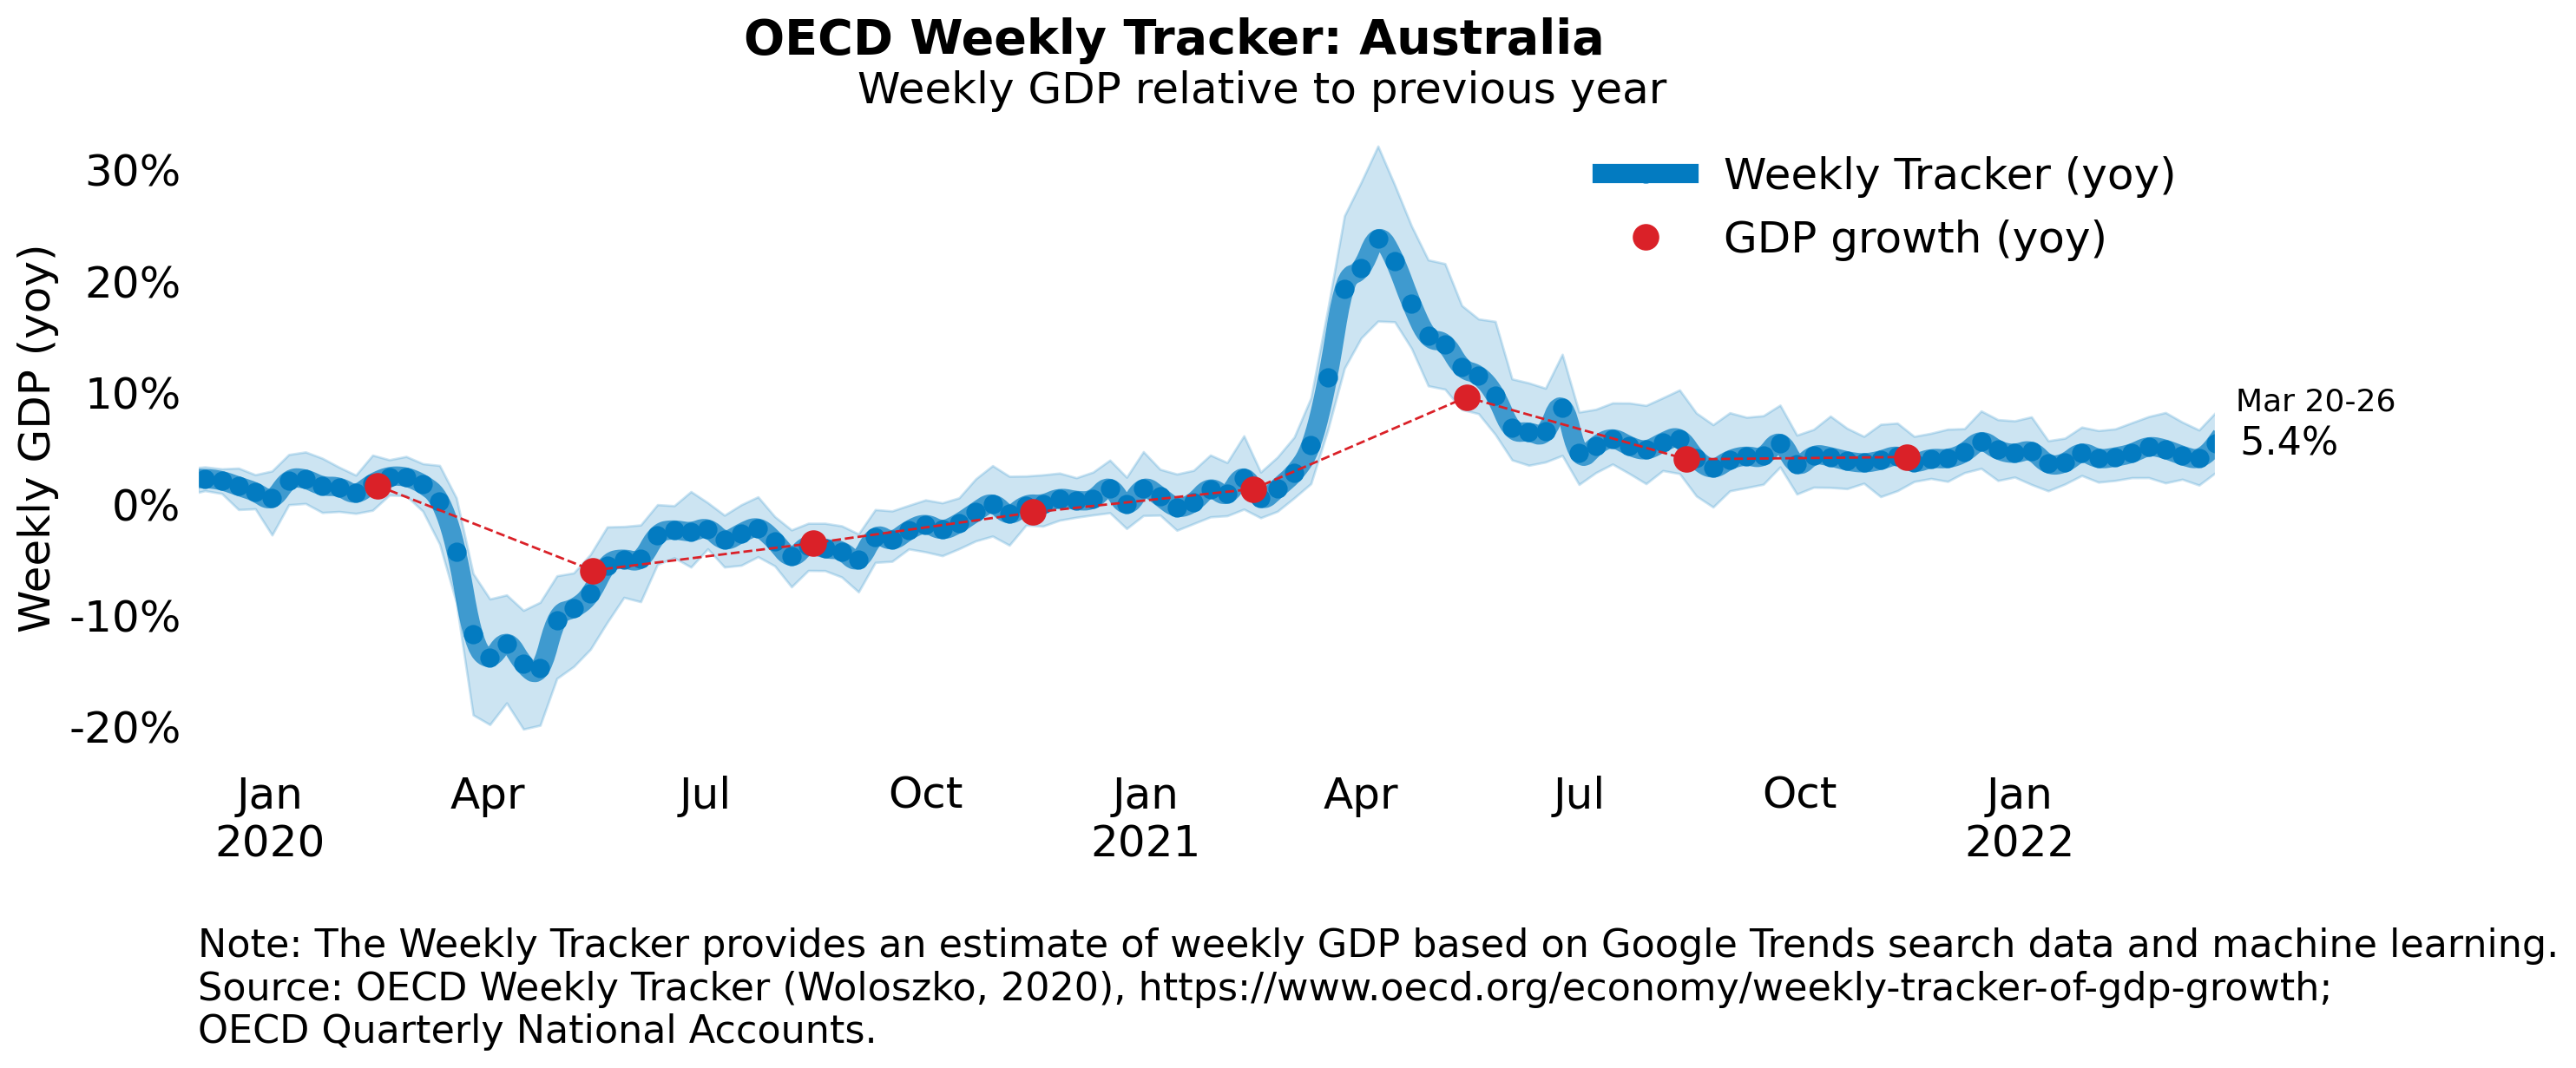 OECD Weekly Tracker: Australia
Weekly GDP relative to previous year
Weekly Tracker (yoy)
GDP growth (yoy)
Weekly GDP (yoy)
30%
20%
10%
0%
-10%
-20%
Mar 20-26
5.4%
Jan Apr Jul Oct Jan Apr Jul Oct Jan
2020 2021 2022
Note: The Weekly Tracker provides an estimate of weekly GDP based on Google Trends search data and machine learning.
Source: OECD Weekly Tracker (Woloszko, 2020), https://www.oecd.org/economy/weekly-tracker-of-gdp-growth;
OECD Quarterly National Accounts.